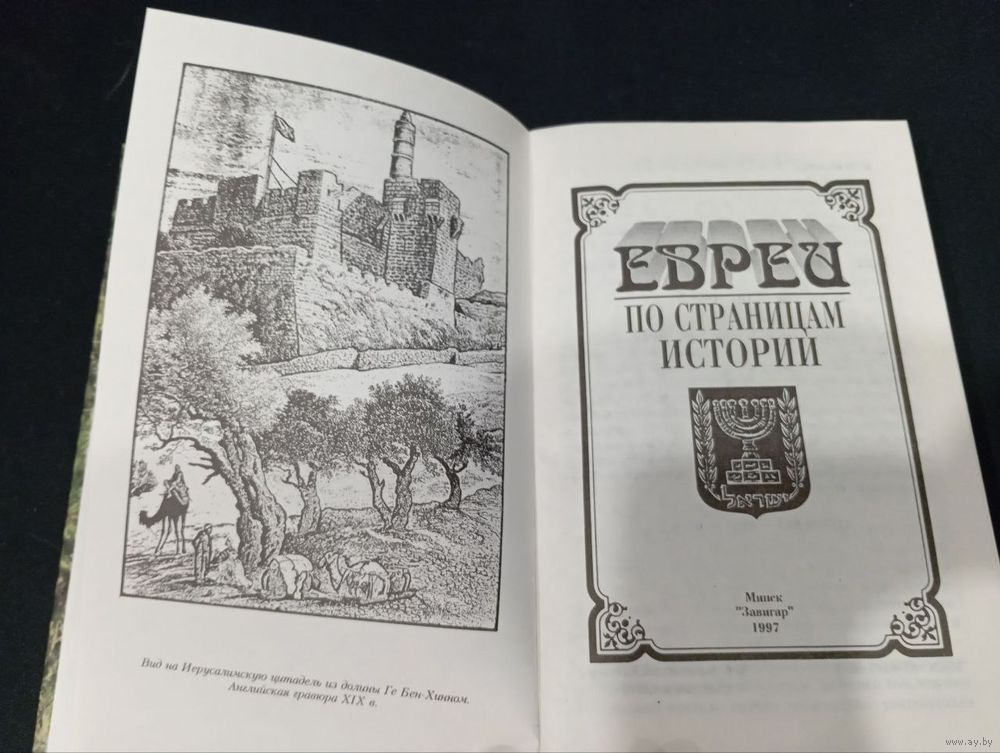 Вид на Иерусалимскую цитадель из долины Ге Бен-Хинном.
Английская гравюра XIX в.
ЕВРЕИ
ПО СТРАНИЦАМ
ИСТОРИИ
ישראל
Минск
"Завигар"
1997
www.ay.by